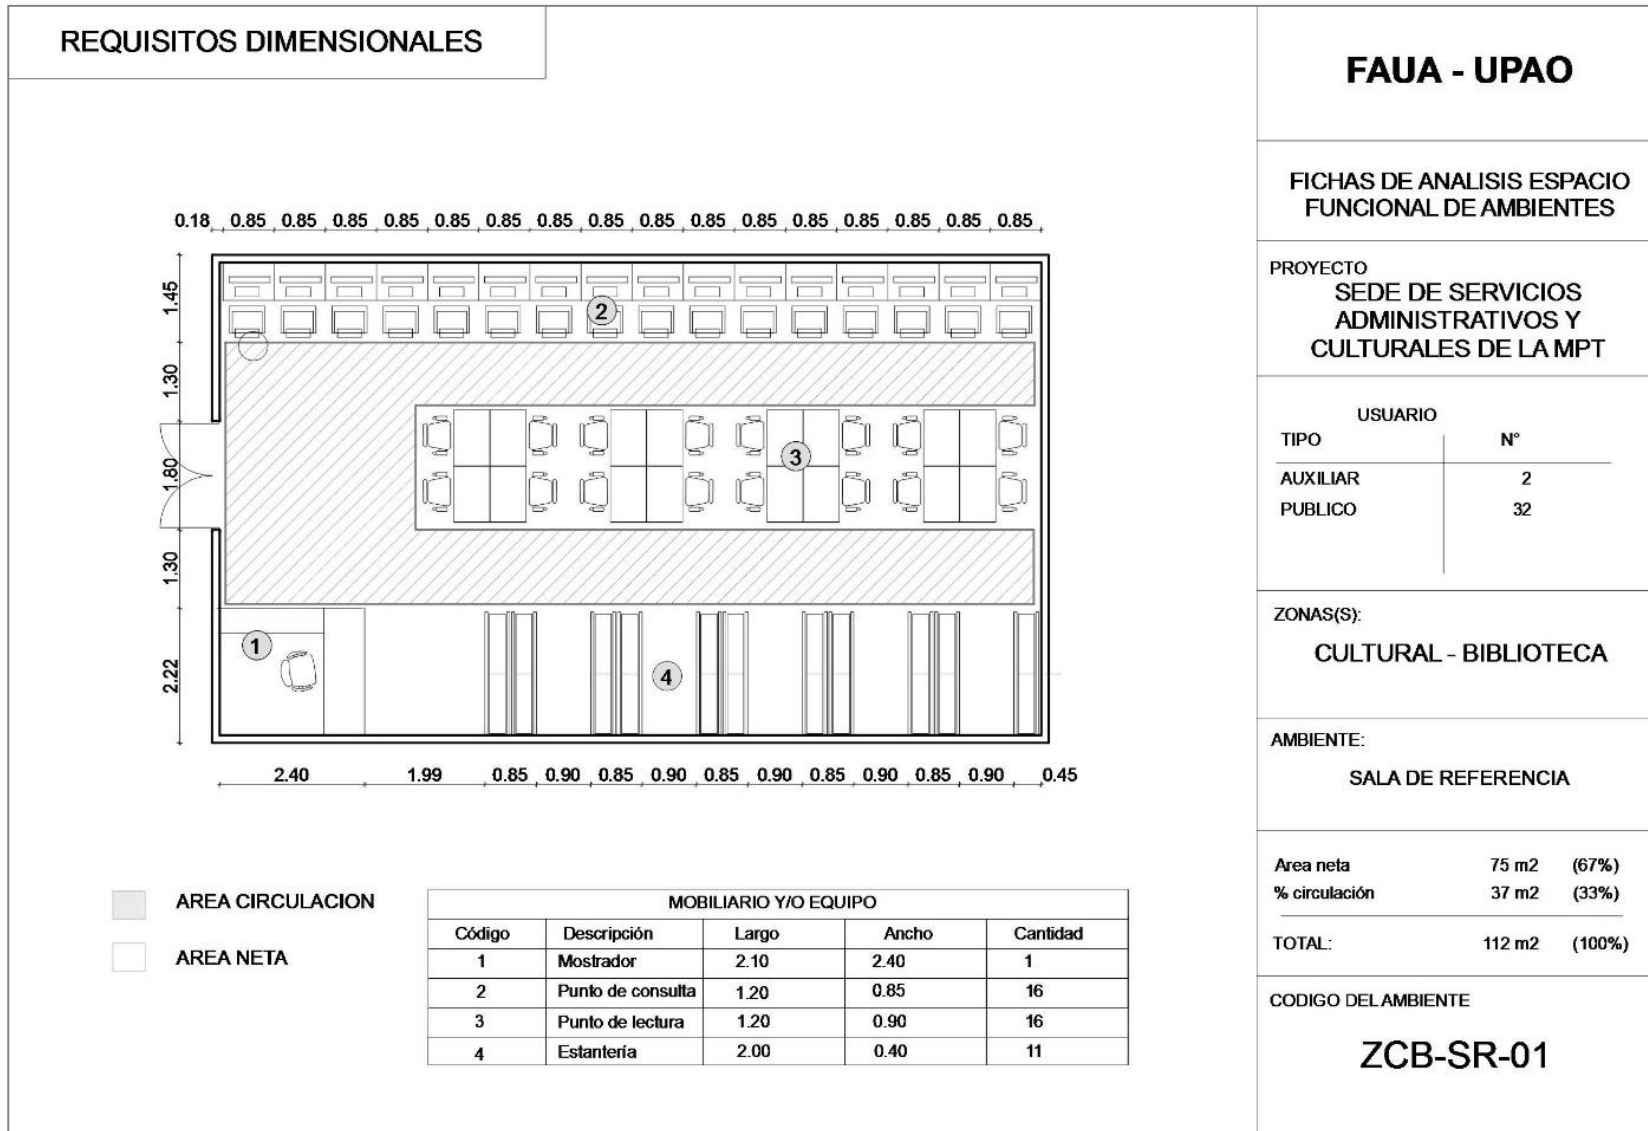 REQUISITOS DIMENSIONALES
0.18 0.85 0.85 0.85 0.85 0.85 0.85 0.85 0.85 0.85 0.85 0.85 0.85 0.85 0.85 0.85 0.85
1.45
1.30
1.80
1.30
2.22
2
3
1
4
2.40 1.99 0.85 0.90 0.85 0.90 0.85 0.90 0.85 0.90 0.85 0.90 0.45
AREA CIRCULACION
AREA NETA
MOBILIARIO Y/O EQUIPO
Código Descripción Largo Ancho Cantidad
1 Mostrador 2.10 2.40 1
2 Punto de consulta 1.20 0.85 16
3 Punto de lectura 1.20 0.90 16
4 Estantería 2.00 0.40 11
FAUA - UPAO
FICHAS DE ANALISIS ESPACIO
FUNCIONAL DE AMBIENTES
PROYECTO
SEDE DE SERVICIOS
ADMINISTRATIVOS Y
CULTURALES DE LA MPT
USUARIO
TIPO N°
AUXILIAR 2
PUBLICO 32
ZONAS(S):
CULTURAL - BIBLIOTECA
AMBIENTE:
SALA DE REFERENCIA
Area neta 75 m2 (67%)
% circulación 37 m2 (33%)
TOTAL: 112 m2 (100%)
CODIGO DEL AMBIENTE
ZCB-SR-01